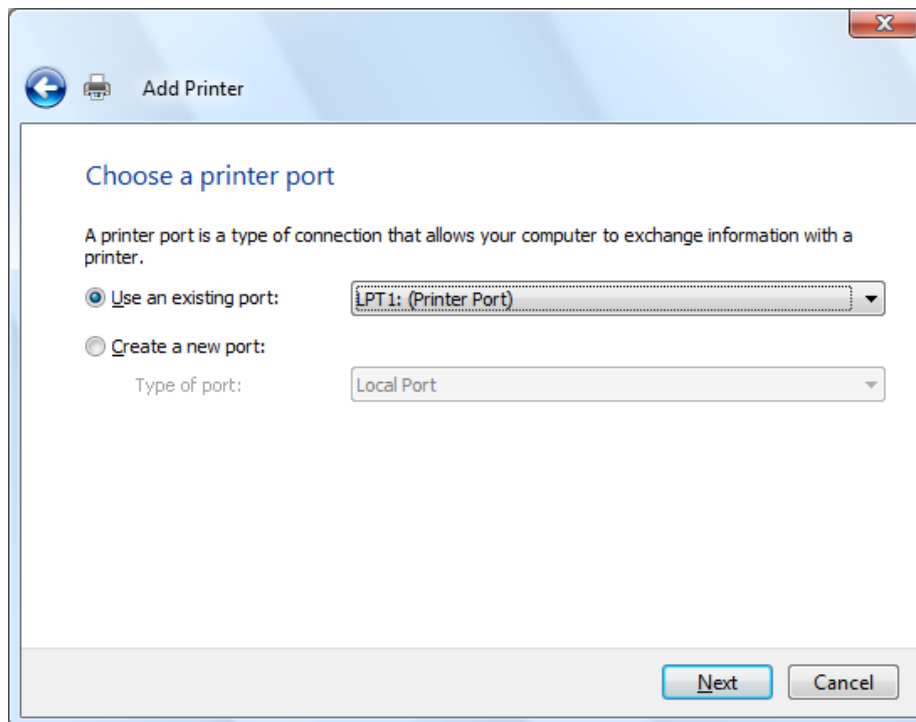 Add Printer
Choose a printer port
A printer port is a type of connection that allows your computer to exchange information with a
printer.
Use an existing port: LPT1: (Printer Port)
Create a new port:
Type of port: Local Port
Next Cancel